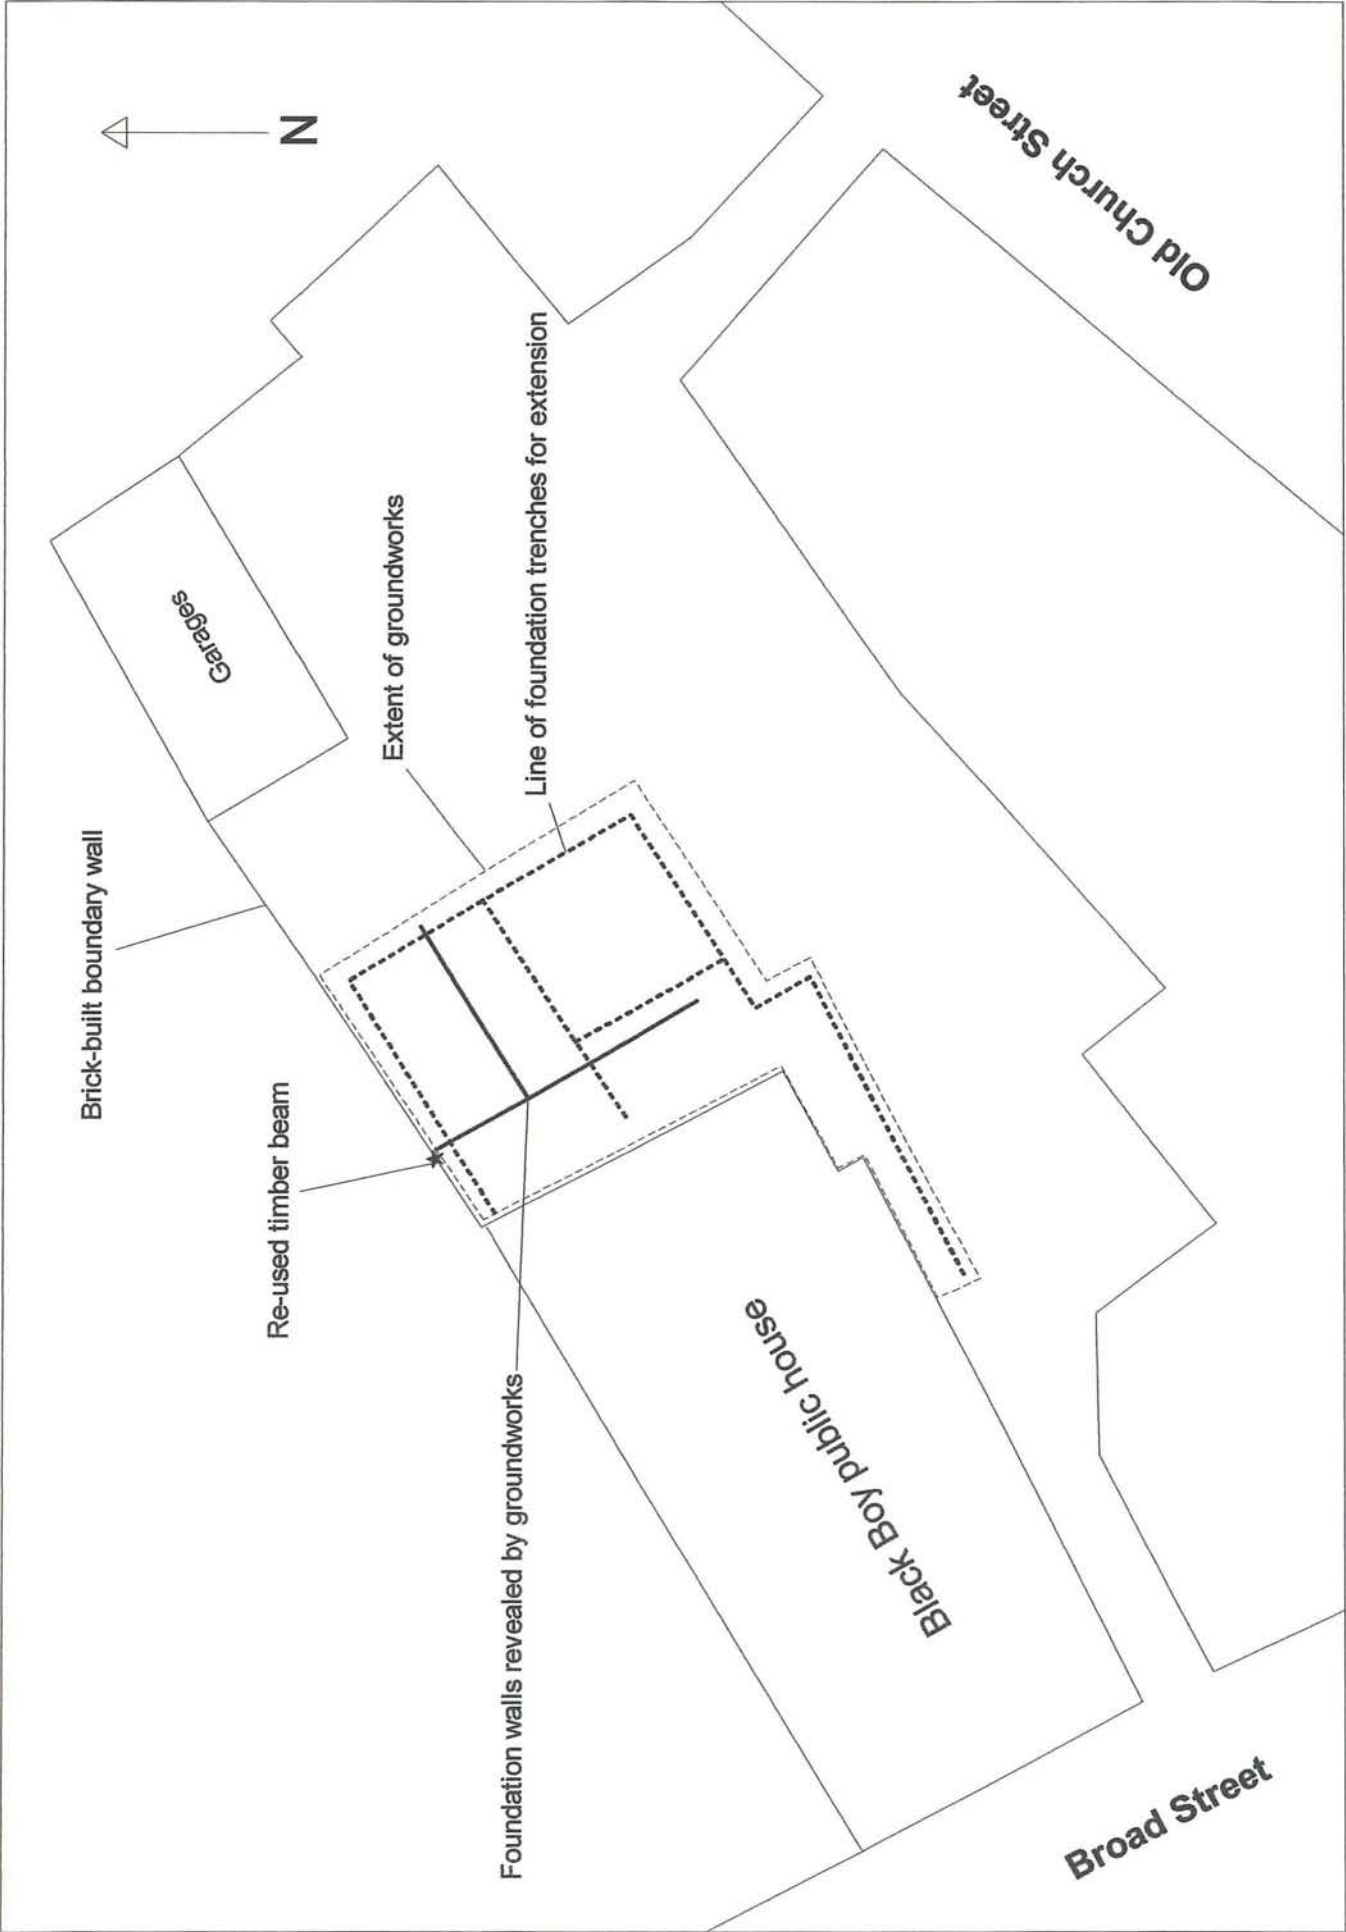 N
Old Church Street
Garages
Extent of groundworks
Line of foundation trenches for extension
Brick-built boundary wall
Re-used timber beam
Foundation walls revealed by groundworks
Black Boy public house
Broad Street